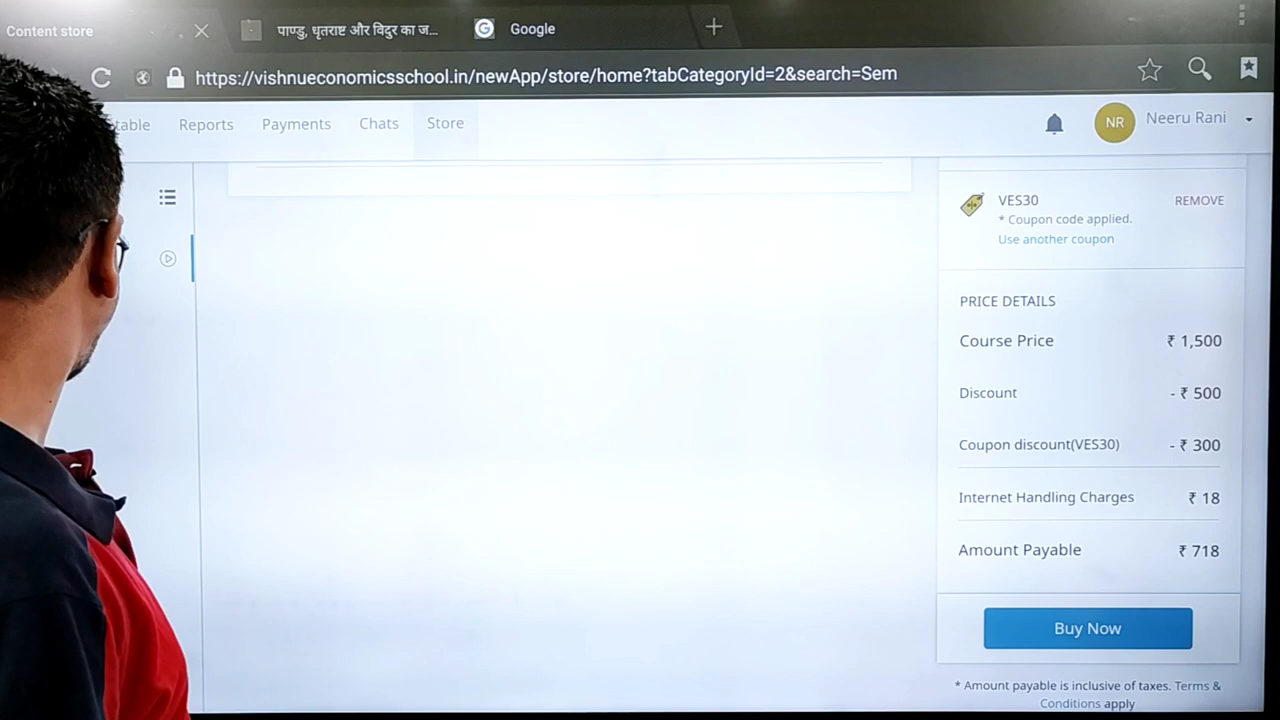 Content store
पाण्डु, धृतराष्ट और विदुर का ज...
Google
https://vishnueconomicsschool.in/newApp/store/home?tabCategoryId=2&search=Sem
table Reports Payments Chats Store
NR Neeru Rani
VES30 REMOVE
* Coupon code applied.
Use another coupon
PRICE DETAILS
Course Price ₹ 1,500
Discount - ₹ 500
Coupon discount(VES30) - ₹ 300
Internet Handling Charges ₹ 18
Amount Payable ₹ 718
Buy Now
* Amount payable is inclusive of taxes. Terms &
Conditions apply